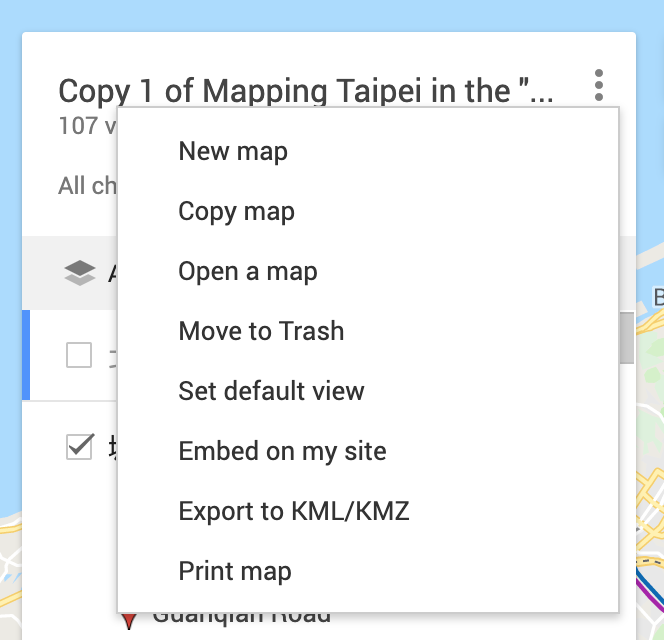 Copy 1 of Mapping Taipei in the "...
107 v
All ch
New map
Copy map
Open a map
Move to Trash
Set default view
Embed on my site
Export to KML/KMZ
Print map
Guanqian Road
B